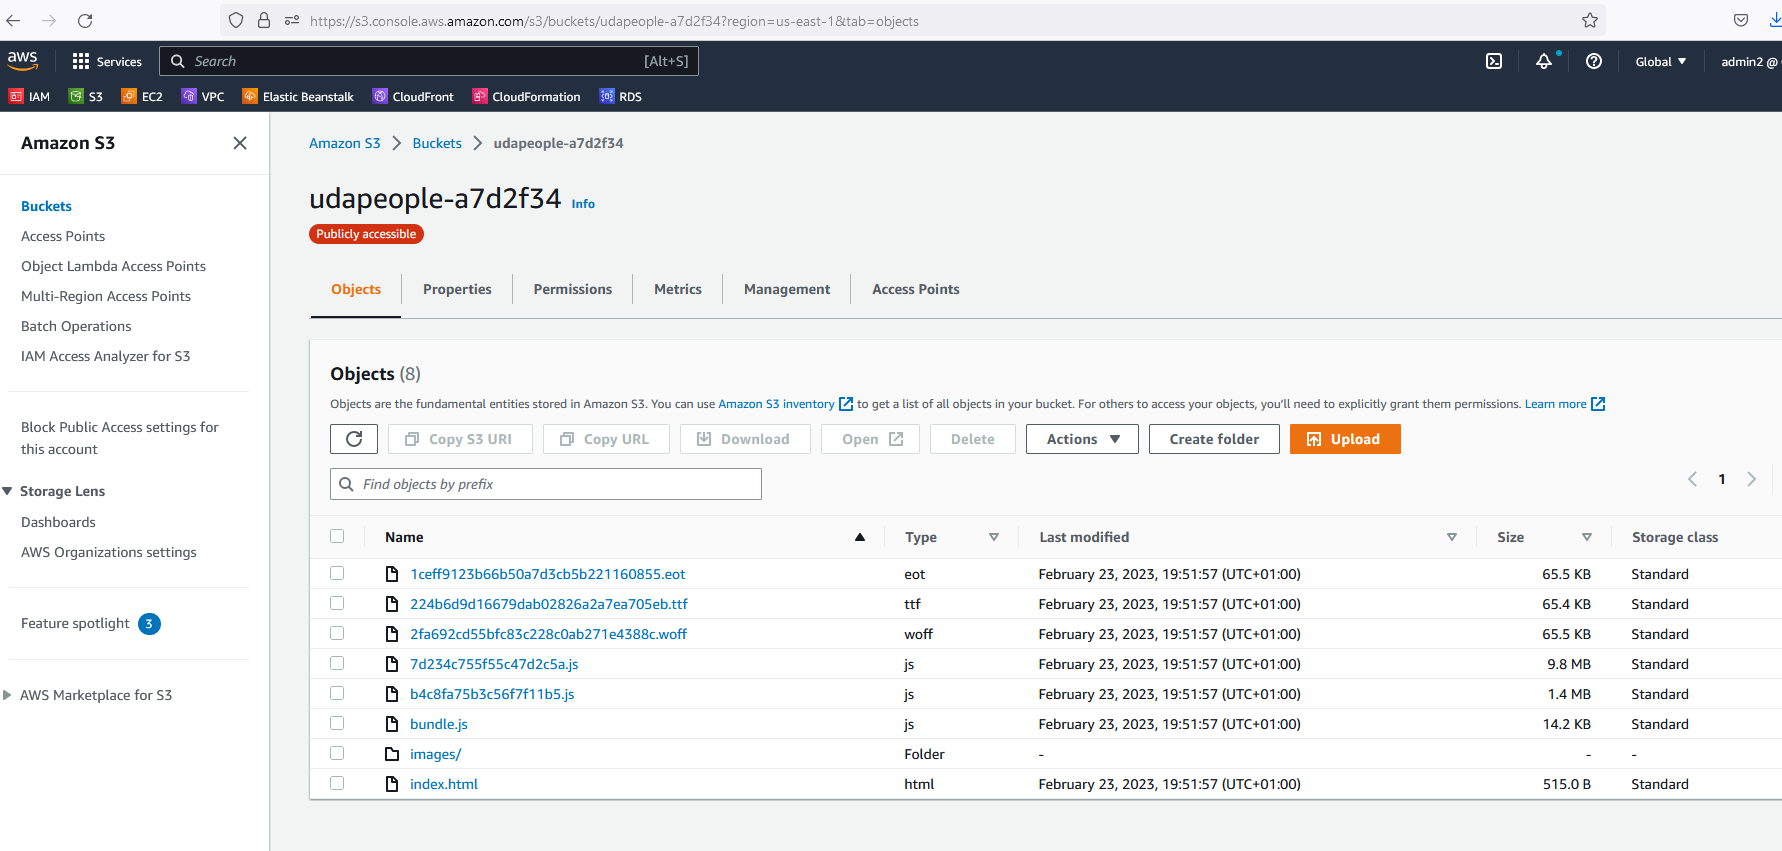 https://s3.console.aws.amazon.com/s3/buckets/udapeople-a7d2f34?region=us-east-1&tab=objects
aws Services Search [Alt+S] Global admin2 @
IAM S3 EC2 VPC Elastic Beanstalk CloudFront CloudFormation RDS
Amazon S3
Buckets
Access Points
Object Lambda Access Points
Multi-Region Access Points
Batch Operations
IAM Access Analyzer for S3
Block Public Access settings for
this account
Storage Lens
Dashboards
AWS Organizations settings
Feature spotlight 3
AWS Marketplace for S3
Amazon S3 Buckets udapeople-a7d2f34
udapeople-a7d2f34 Info
Publicly accessible
Objects Properties Permissions Metrics Management Access Points
Objects (8)
Objects are the fundamental entities stored in Amazon S3. You can use Amazon S3 inventory to get a list of all objects in your bucket. For others to access your objects, you'll need to explicitly grant them permissions. Learn more
Copy S3 URI Copy URL Download Open Delete Actions Create folder Upload
Find objects by prefix 1
Name Type Last modified Size Storage class
1ceff9123b66b50a7d3cb5b221160855.eot eot February 23, 2023, 19:51:57 (UTC+01:00) 65.5 KB Standard
224b6d9d16679dab02826a2a7ea705eb.ttf ttf February 23, 2023, 19:51:57 (UTC+01:00) 65.4 KB Standard
2fa692cd55bfc83c228c0ab271e4388c.woff woff February 23, 2023, 19:51:57 (UTC+01:00) 65.5 KB Standard
7d234c755f55c47d2c5a.js js February 23, 2023, 19:51:57 (UTC+01:00) 9.8 MB Standard
b4c8fa75b3c56f7f11b5.js js February 23, 2023, 19:51:57 (UTC+01:00) 1.4 MB Standard
bundle.js js February 23, 2023, 19:51:57 (UTC+01:00) 14.2 KB Standard
images/ Folder - - -
index.html html February 23, 2023, 19:51:57 (UTC+01:00) 515.0 B Standard